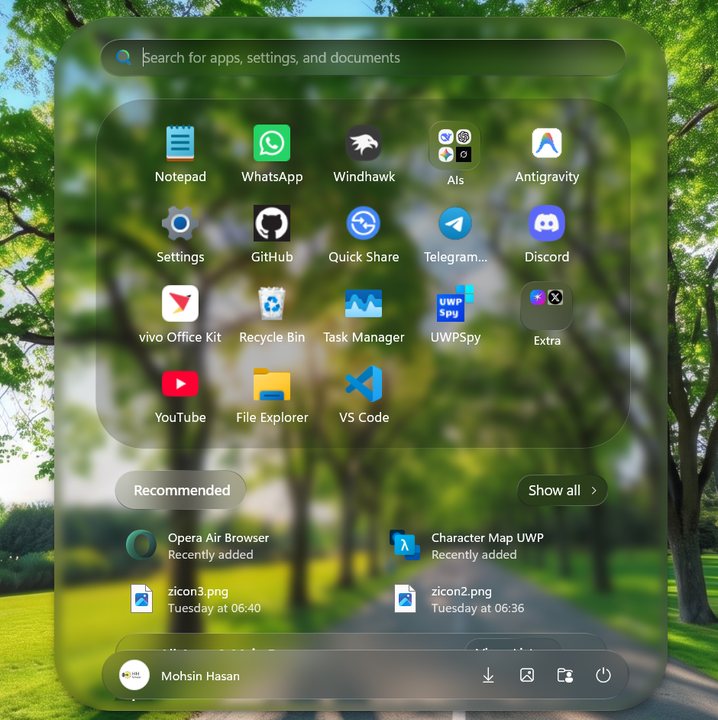 Search for apps, settings, and documents
Notepad
WhatsApp
Windhawk
AIs
Antigravity
Settings
GitHub
Quick Share
Telegram...
Discord
vivo Office Kit
Recycle Bin
Task Manager
UWP
Spy
UWPSpy
Extra
YouTube
File Explorer
VS Code
Recommended
Show all
Opera Air Browser
Recently added
Character Map UWP
Recently added
zicon3.png
Tuesday at 06:40
zicon2.png
Tuesday at 06:36
Mohsin Hasan